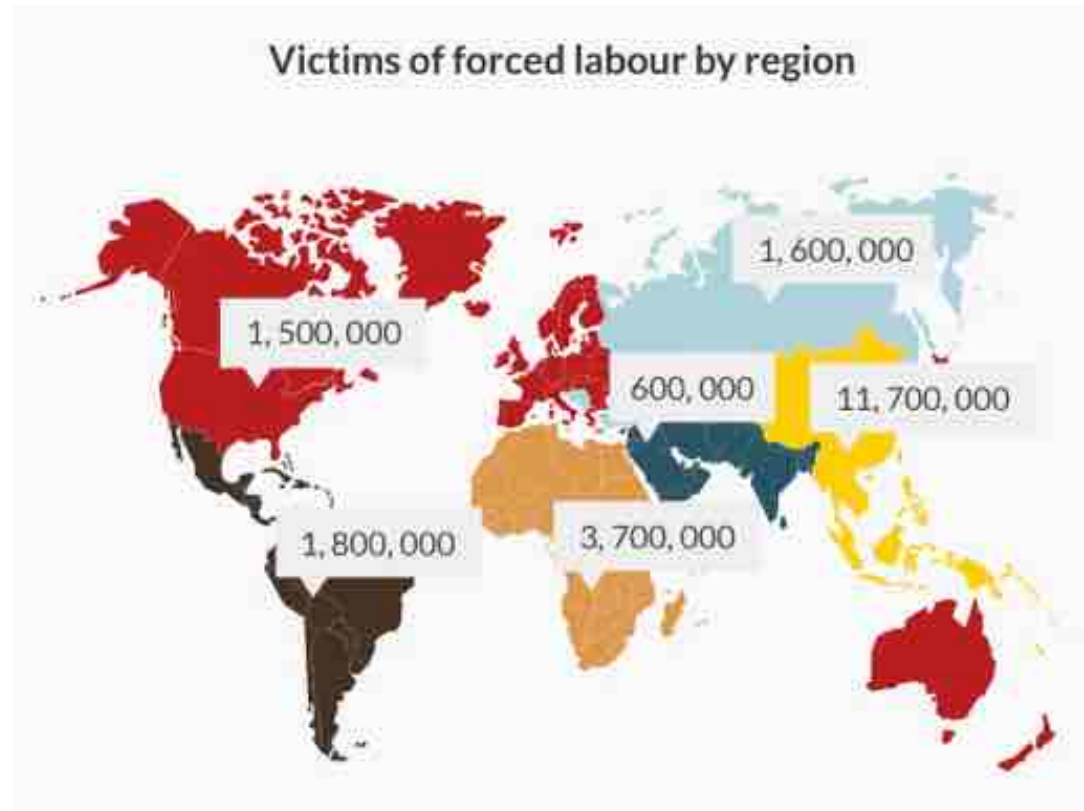 Victims of forced labour by region
1, 600, 000
1, 500, 000
600, 000
11, 700, 000
1, 800, 000
3, 700, 000